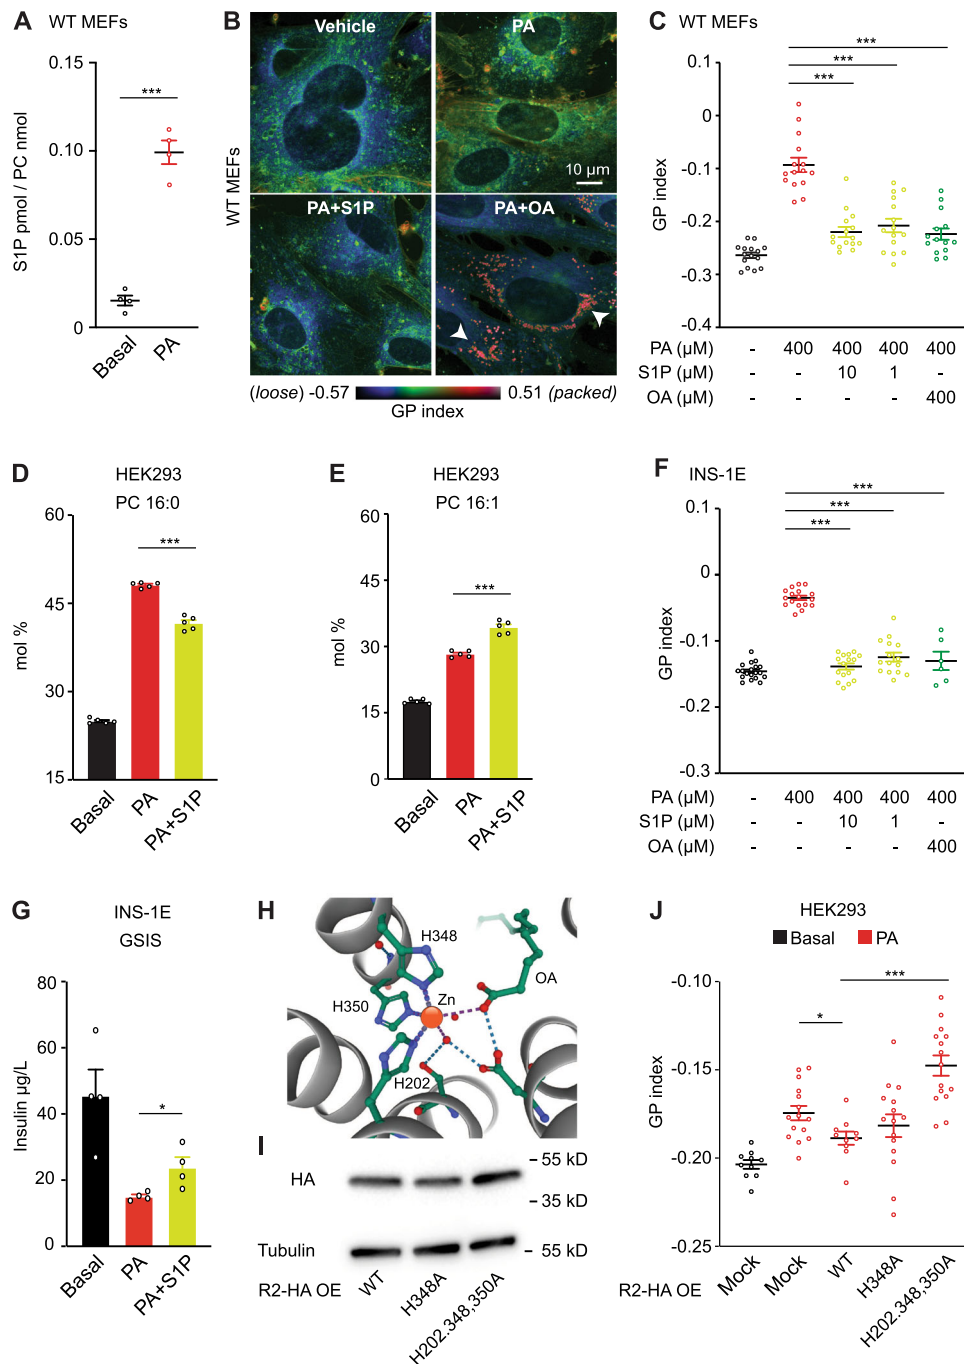 A WT MEFs
S1P pmol / PC nmol
0.15
0.10
0.05
0
***
Basal
PA
B
WT MEFs
Vehicle
PA
10 µm
PA+S1P
PA+OA
(loose) -0.57
0.51 (packed)
GP index
C WT MEFs
GP index
-0.1
0
-0.1
-0.2
-0.3
-0.4
***
***
***
PA (µM) - 400 400 400 400
S1P (µM) - - 10 1 -
OA (µM) - - - - 400
D HEK293
PC 16:0
mol %
60
45
30
15
***
Basal
PA
PA+S1P
E HEK293
PC 16:1
mol %
60
45
30
15
0
***
Basal
PA
PA+S1P
F INS-1E
GP index
0.1
0
-0.1
-0.2
-0.3
***
***
***
PA (µM) - 400 400 400 400
S1P (µM) - - 10 1 -
OA (µM) - - - - 400
G INS-1E
GSIS
Insulin µg/L
80
60
40
20
0
*
Basal
PA
PA+S1P
H
H348
H350
Zn
OA
H202
I
HA
Tubulin
– 55 kD
– 35 kD
– 55 kD
R2-HA OE
WT
H348A
H202.348,350A
J HEK293
Basal PA
GP index
-0.10
-0.15
-0.20
-0.25
*
***
R2-HA OE
Mock
Mock
WT
H348A
H202.348,350A